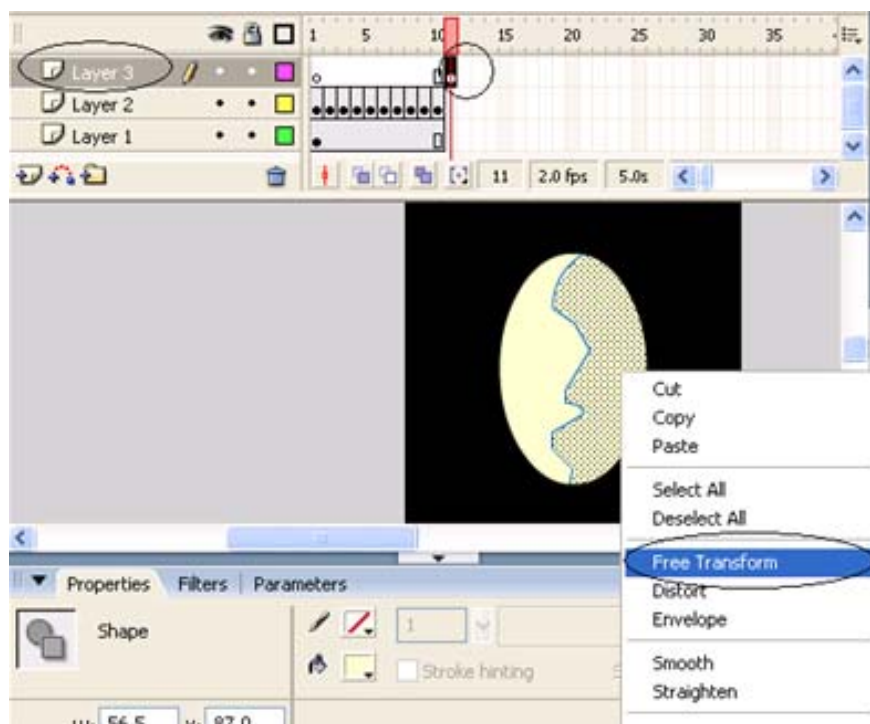 1 5 10 15 20 25 30 35
Layer 3
Layer 2
Layer 1
11 2.0 fps 5.0s
Cut
Copy
Paste
Select All
Deselect All
Free Transform
Distort
Envelope
Smooth
Straighten
Properties Filters Parameters
Shape
1
Stroke hinting
56.5 87.0